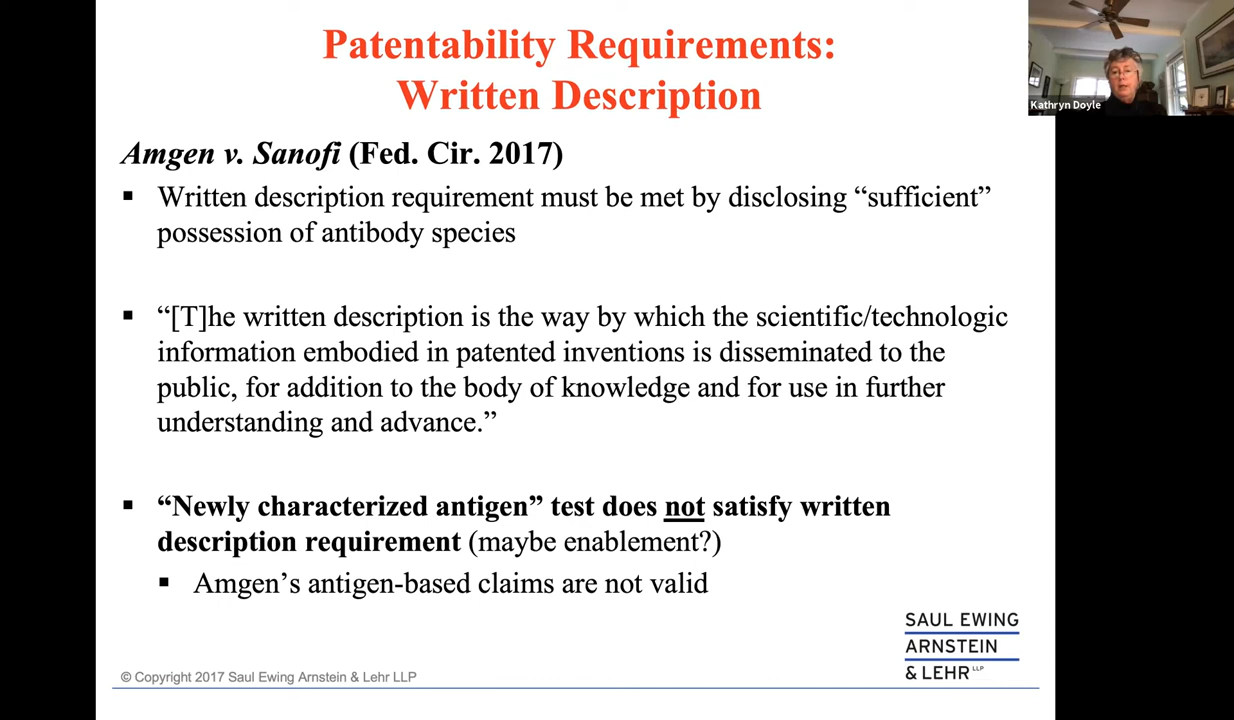 Patentability Requirements:
Written Description
Kathryn Doyle
Amgen v. Sanofi (Fed. Cir. 2017)
▪ Written description requirement must be met by disclosing “sufficient”
possession of antibody species
▪ “[T]he written description is the way by which the scientific/technologic
information embodied in patented inventions is disseminated to the
public, for addition to the body of knowledge and for use in further
understanding and advance.”
▪ “Newly characterized antigen” test does not satisfy written
description requirement (maybe enablement?)
▪ Amgen’s antigen-based claims are not valid
SAUL EWING
ARNSTEIN
& LEHR LLP
© Copyright 2017 Saul Ewing Arnstein & Lehr LLP